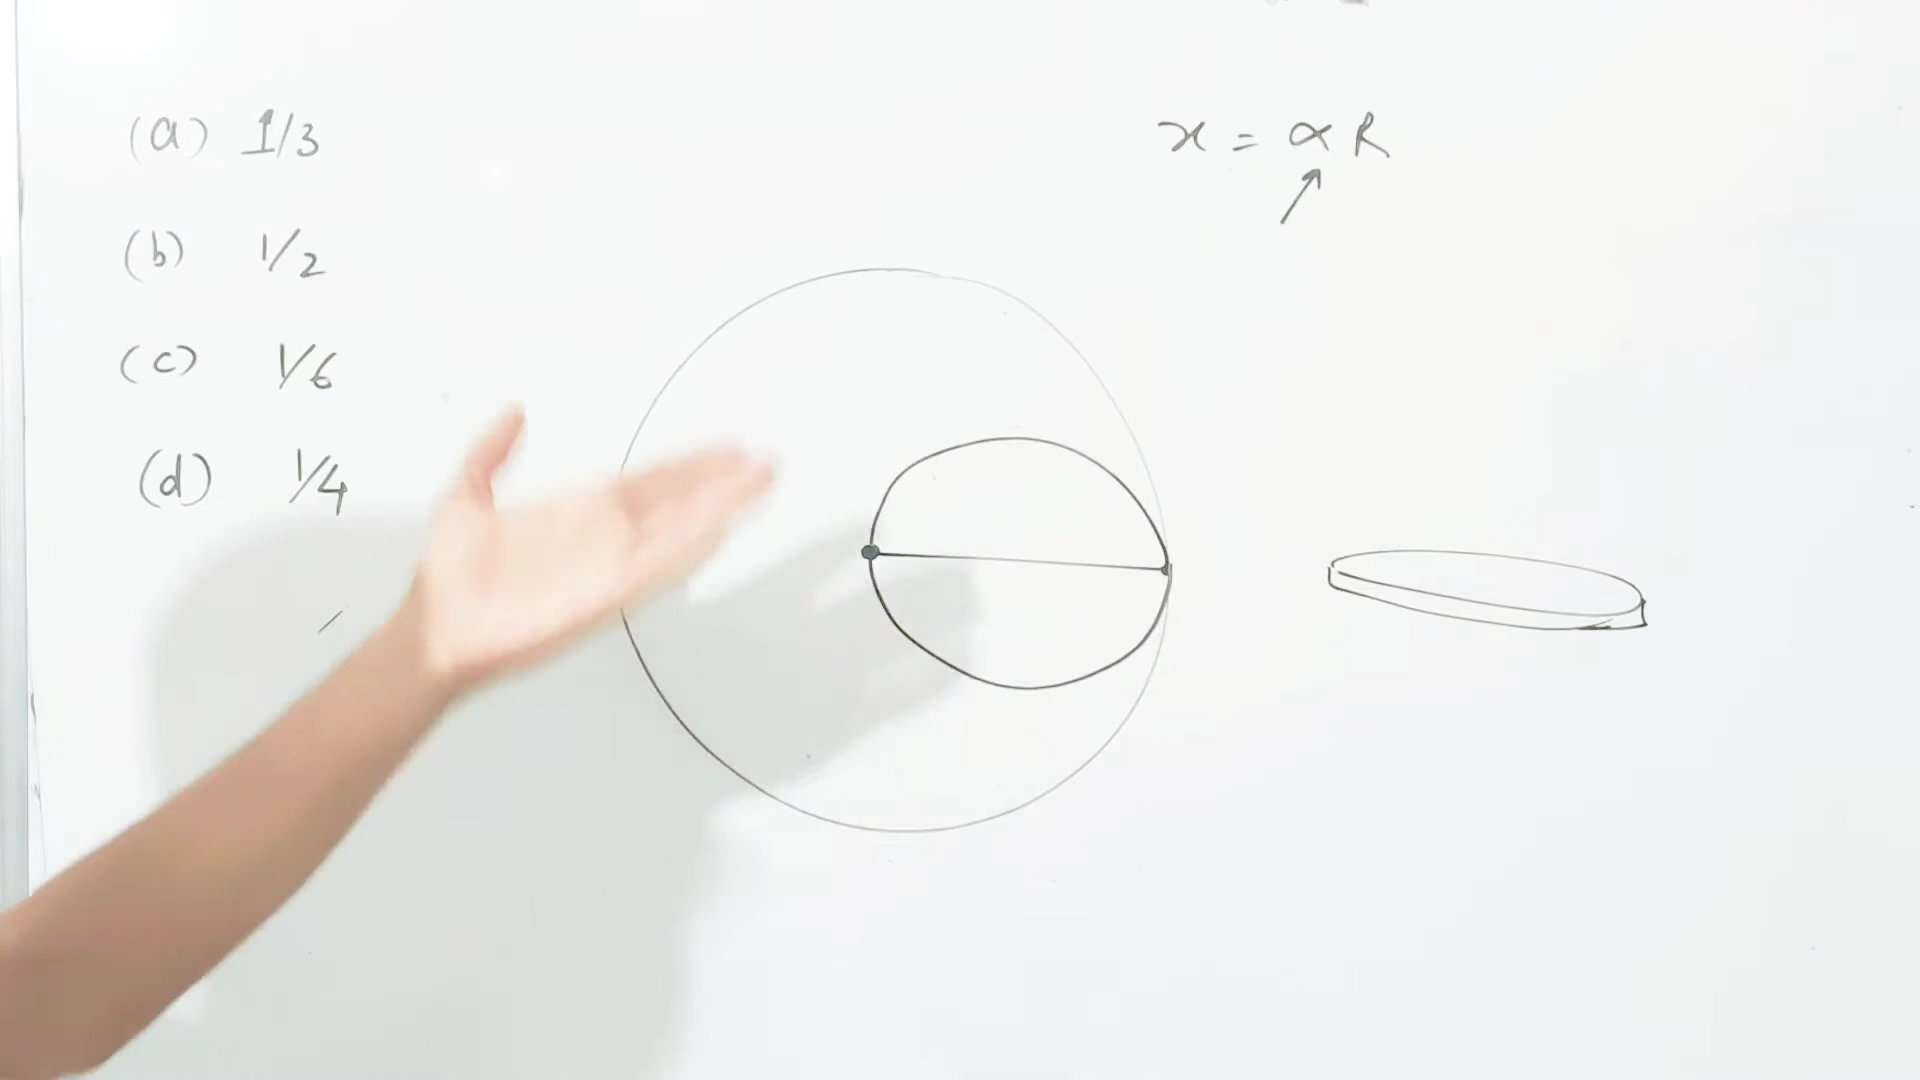 (a) 1/3
x = α R
(b) 1/2
(c) 1/6
(d) 1/4